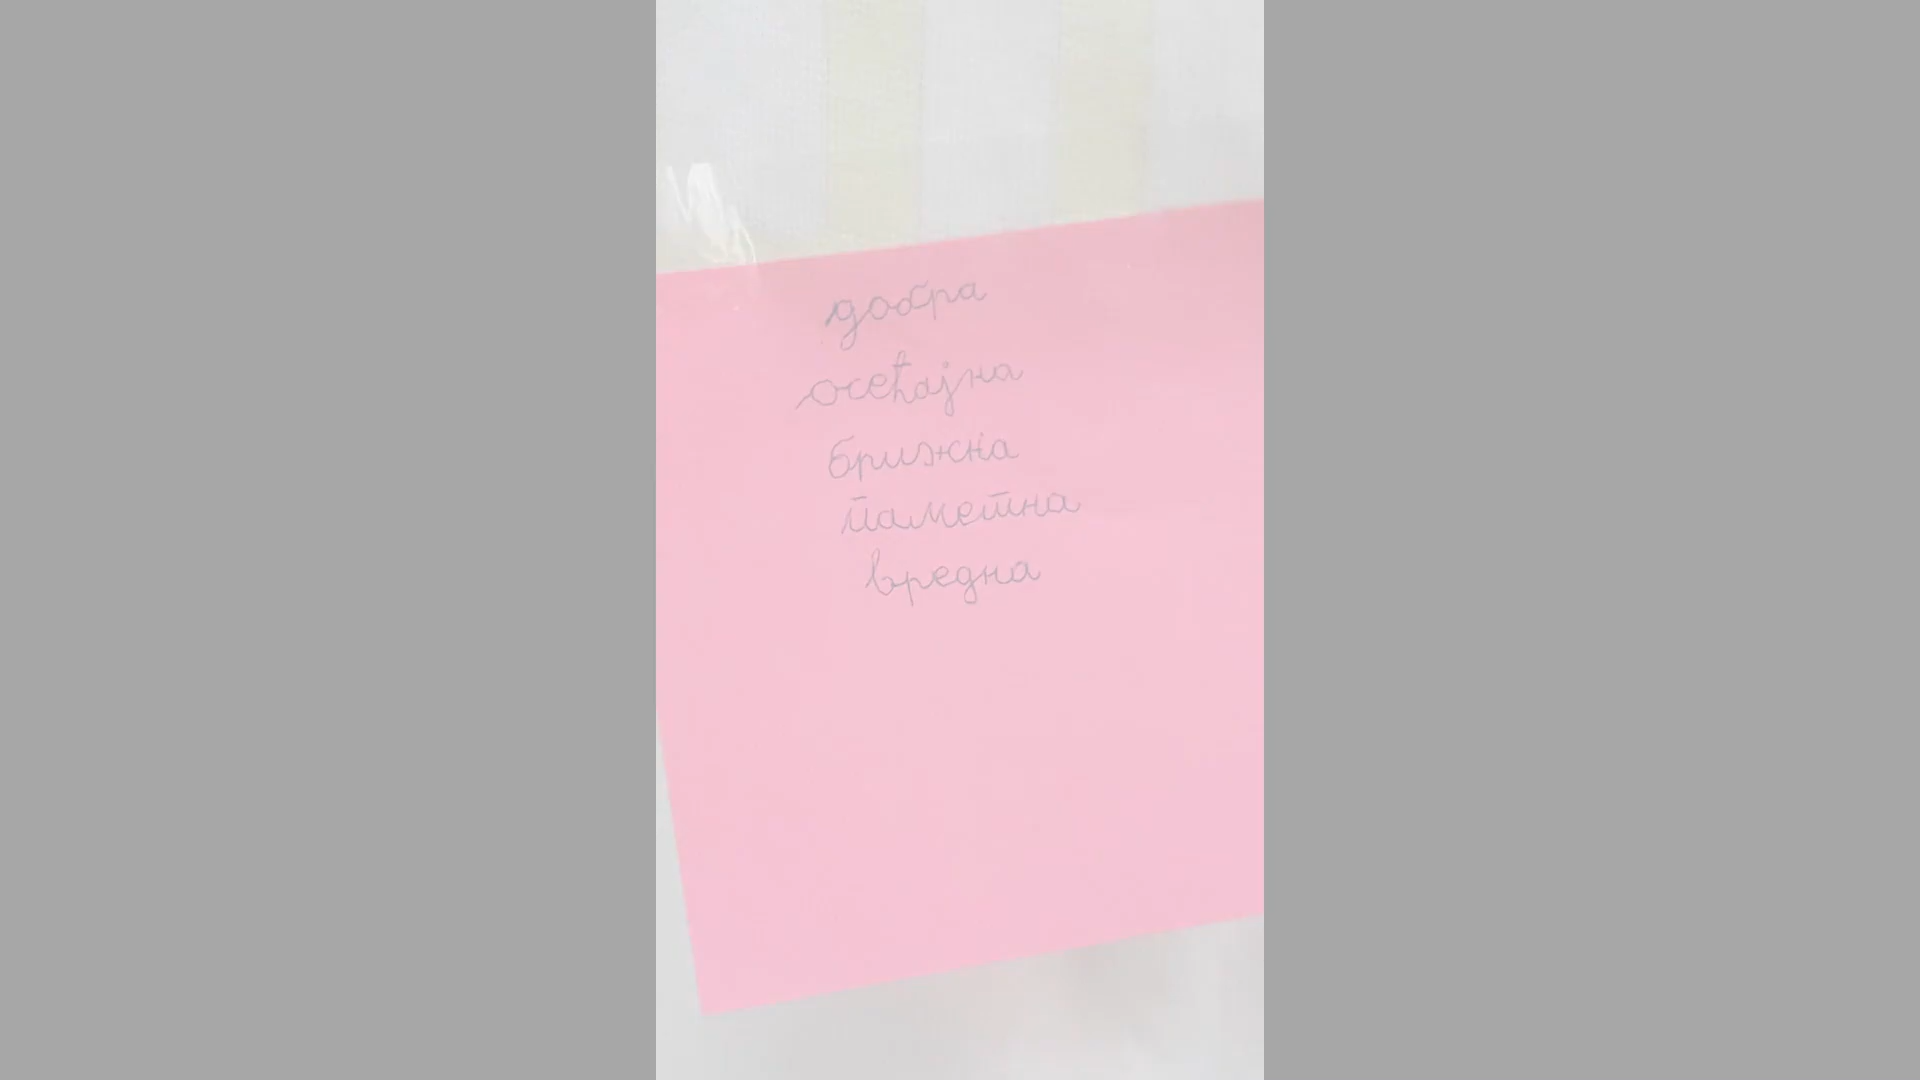 добра
осећајна
брижна
паметна
вредна